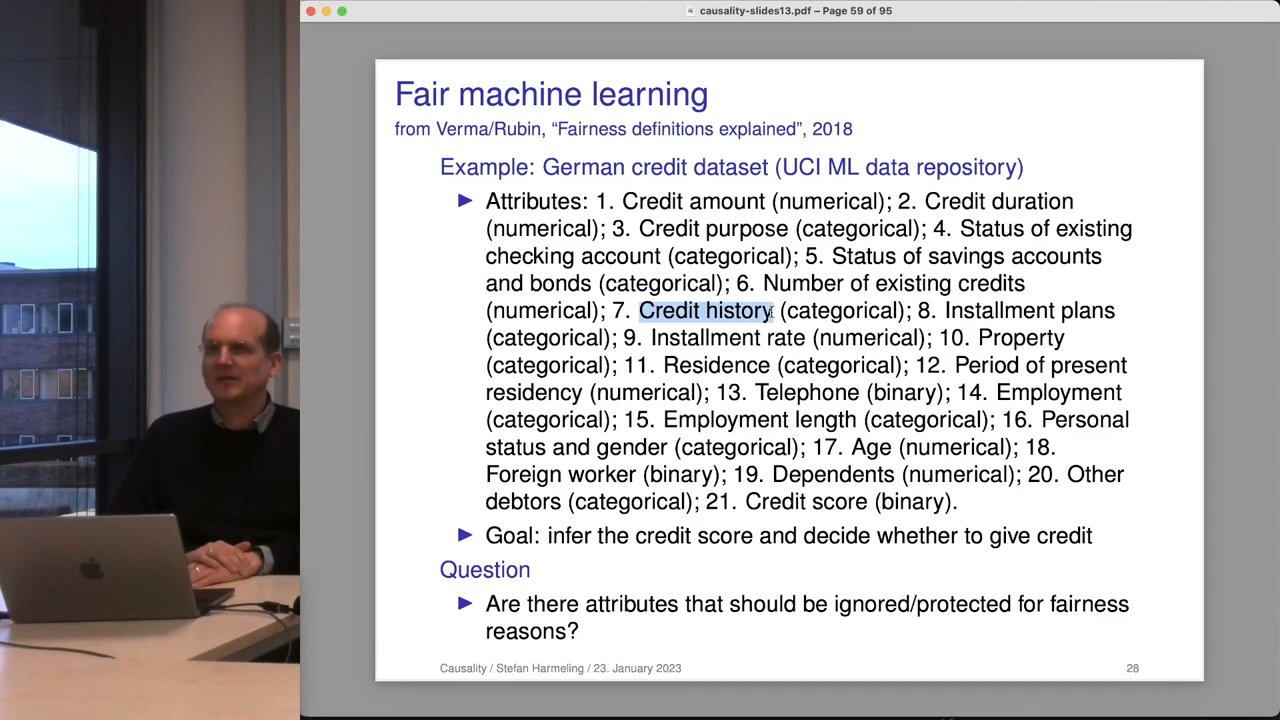 causality-slides13.pdf – Page 59 of 95
Fair machine learning
from Verma/Rubin, “Fairness definitions explained”, 2018
Example: German credit dataset (UCI ML data repository)
Attributes: 1. Credit amount (numerical); 2. Credit duration
(numerical); 3. Credit purpose (categorical); 4. Status of existing
checking account (categorical); 5. Status of savings accounts
and bonds (categorical); 6. Number of existing credits
(numerical); 7. Credit history (categorical); 8. Installment plans
(categorical); 9. Installment rate (numerical); 10. Property
(categorical); 11. Residence (categorical); 12. Period of present
residency (numerical); 13. Telephone (binary); 14. Employment
(categorical); 15. Employment length (categorical); 16. Personal
status and gender (categorical); 17. Age (numerical); 18.
Foreign worker (binary); 19. Dependents (numerical); 20. Other
debtors (categorical); 21. Credit score (binary).
Goal: infer the credit score and decide whether to give credit
Question
Are there attributes that should be ignored/protected for fairness
reasons?
Causality / Stefan Harmeling / 23. January 2023
28